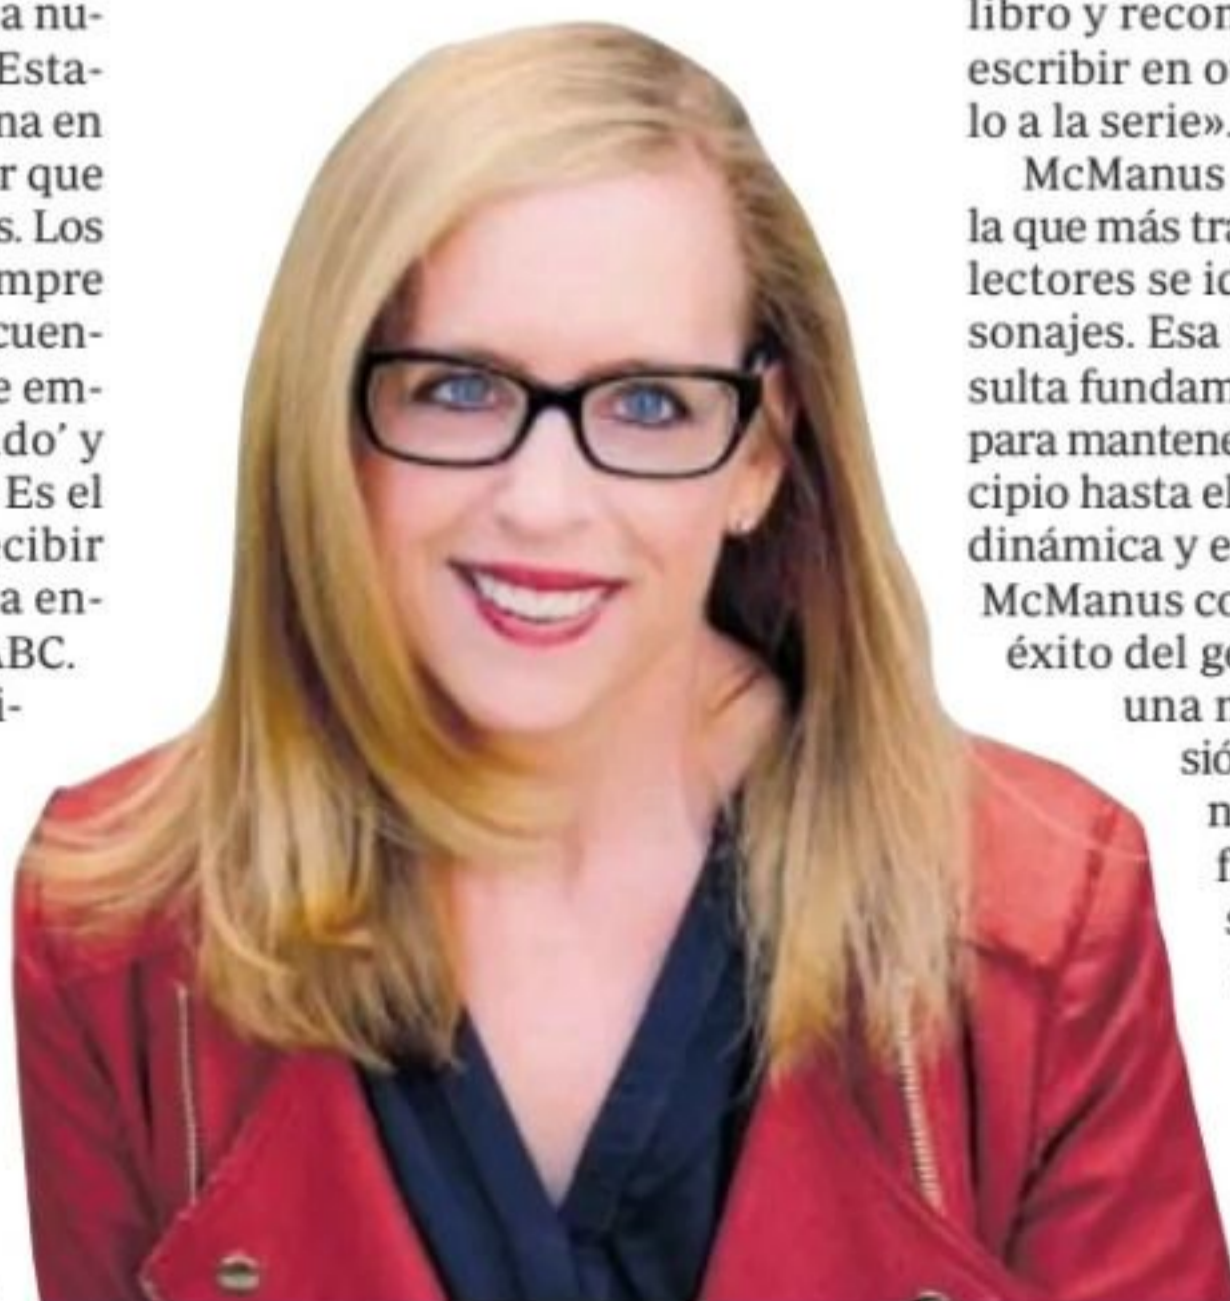 a nu-
Esta-
na en
r que
s. Los
mpre
cuen-
e em-
do’ y
Es el
cibir
a en-
ABC.
i-
libro y recon
escribir en o
lo a la serie».
McManus
la que más tra
lectores se id
sonajes. Esa
sulta fundam
para mantene
cipio hasta el
dinámica y e
McManus co
éxito del ge
una
sió